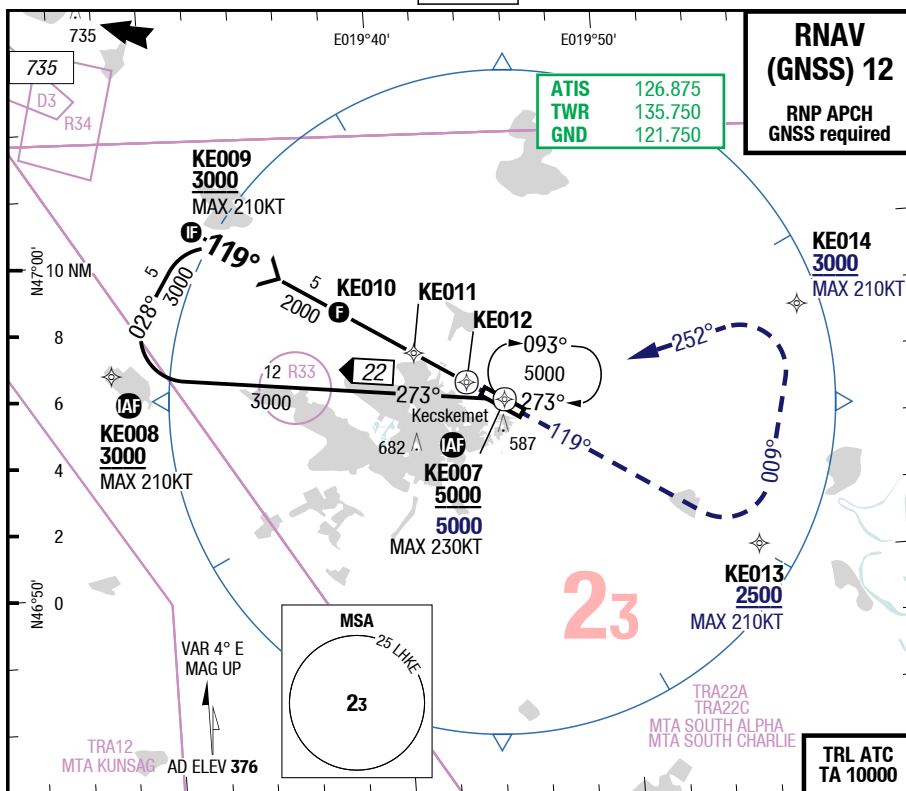 735
E019°40'
E019°50'
RNAV
(GNSS) 12
RNP APCH
GNSS required
735
D3
R34
ATIS 126.875
TWR 135.750
GND 121.750
KE009
3000
MAX 210KT
IF
119°
KE014
3000
MAX 210KT
N47°00'
10 NM
5
3000
028°
5
2000
F
KE010
KE011
KE012
8
093°
5000
273°
252°
12
3000
R33
22
273°
Kecskemet
6
IAF
KE008
3000
MAX 210KT
682
IAF
587
119°
009°
KE007
5000
5000
MAX 230KT
4
2
KE013
2500
MAX 210KT
N46°50'
0
23
MSA
25 LHKE
23
VAR 4° E
MAG UP
TRA22A
TRA22C
MTA SOUTH ALPHA
MTA SOUTH CHARLIE
TRA12
MTA KUNSAG
AD ELEV 376
TRL ATC
TA 10000